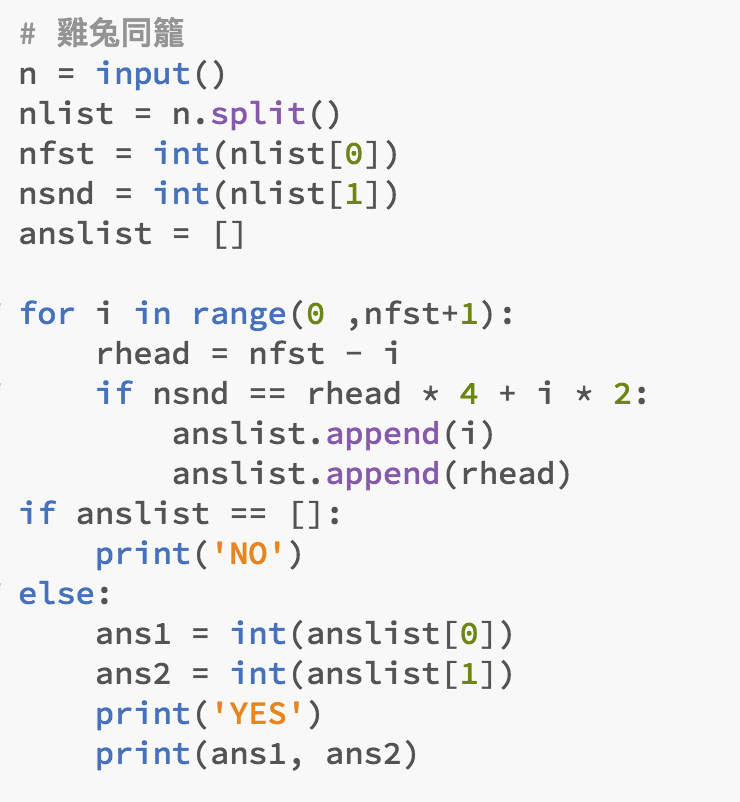 # 雞兔同籠
n = input()
nlist = n.split()
nfst = int(nlist[0])
nsnd = int(nlist[1])
anslist = []

for i in range(0 ,nfst+1):
    rhead = nfst - i
    if nsnd == rhead * 4 + i * 2:
        anslist.append(i)
        anslist.append(rhead)
if anslist == []:
    print('NO')
else:
    ans1 = int(anslist[0])
    ans2 = int(anslist[1])
    print('YES')
    print(ans1, ans2)